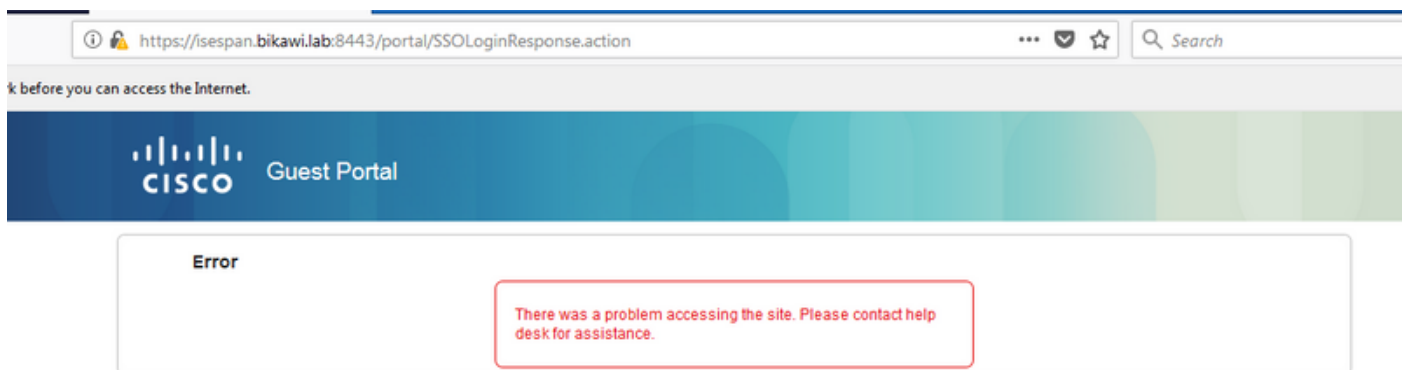 https://isespan.bikawi.lab:8443/portal/SSOLoginResponse.action
Search
k before you can access the Internet.
CISCO
Guest Portal
Error
There was a problem accessing the site. Please contact help
desk for assistance.